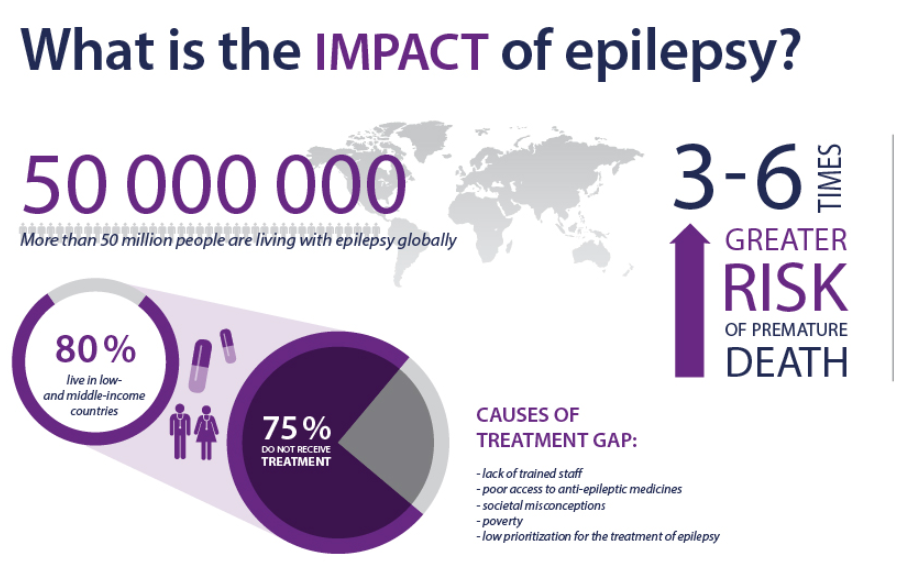 What is the IMPACT of epilepsy?
50 000 000
More than 50 million people are living with epilepsy globally
3-6 TIMES
GREATER
RISK
OF PREMATURE
DEATH
80%
live in low-
and middle-income
countries
75%
DO NOT RECEIVE
TREATMENT
CAUSES OF
TREATMENT GAP:
- lack of trained staff
- poor access to anti-epileptic medicines
- societal misconceptions
- poverty
- low prioritization for the treatment of epilepsy